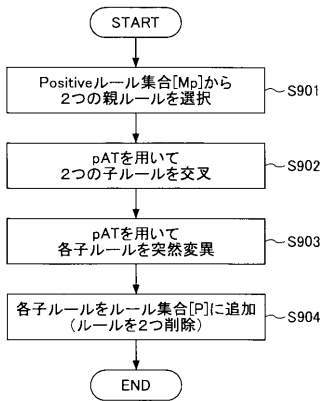 START
Positiveルール集合[Mp]から
2つの親ルールを選択
S901
pATを用いて
2つの子ルールを交叉
S902
pATを用いて
各子ルールを突然変異
S903
各子ルールをルール集合[P]に追加
(ルールを2つ削除)
S904
END